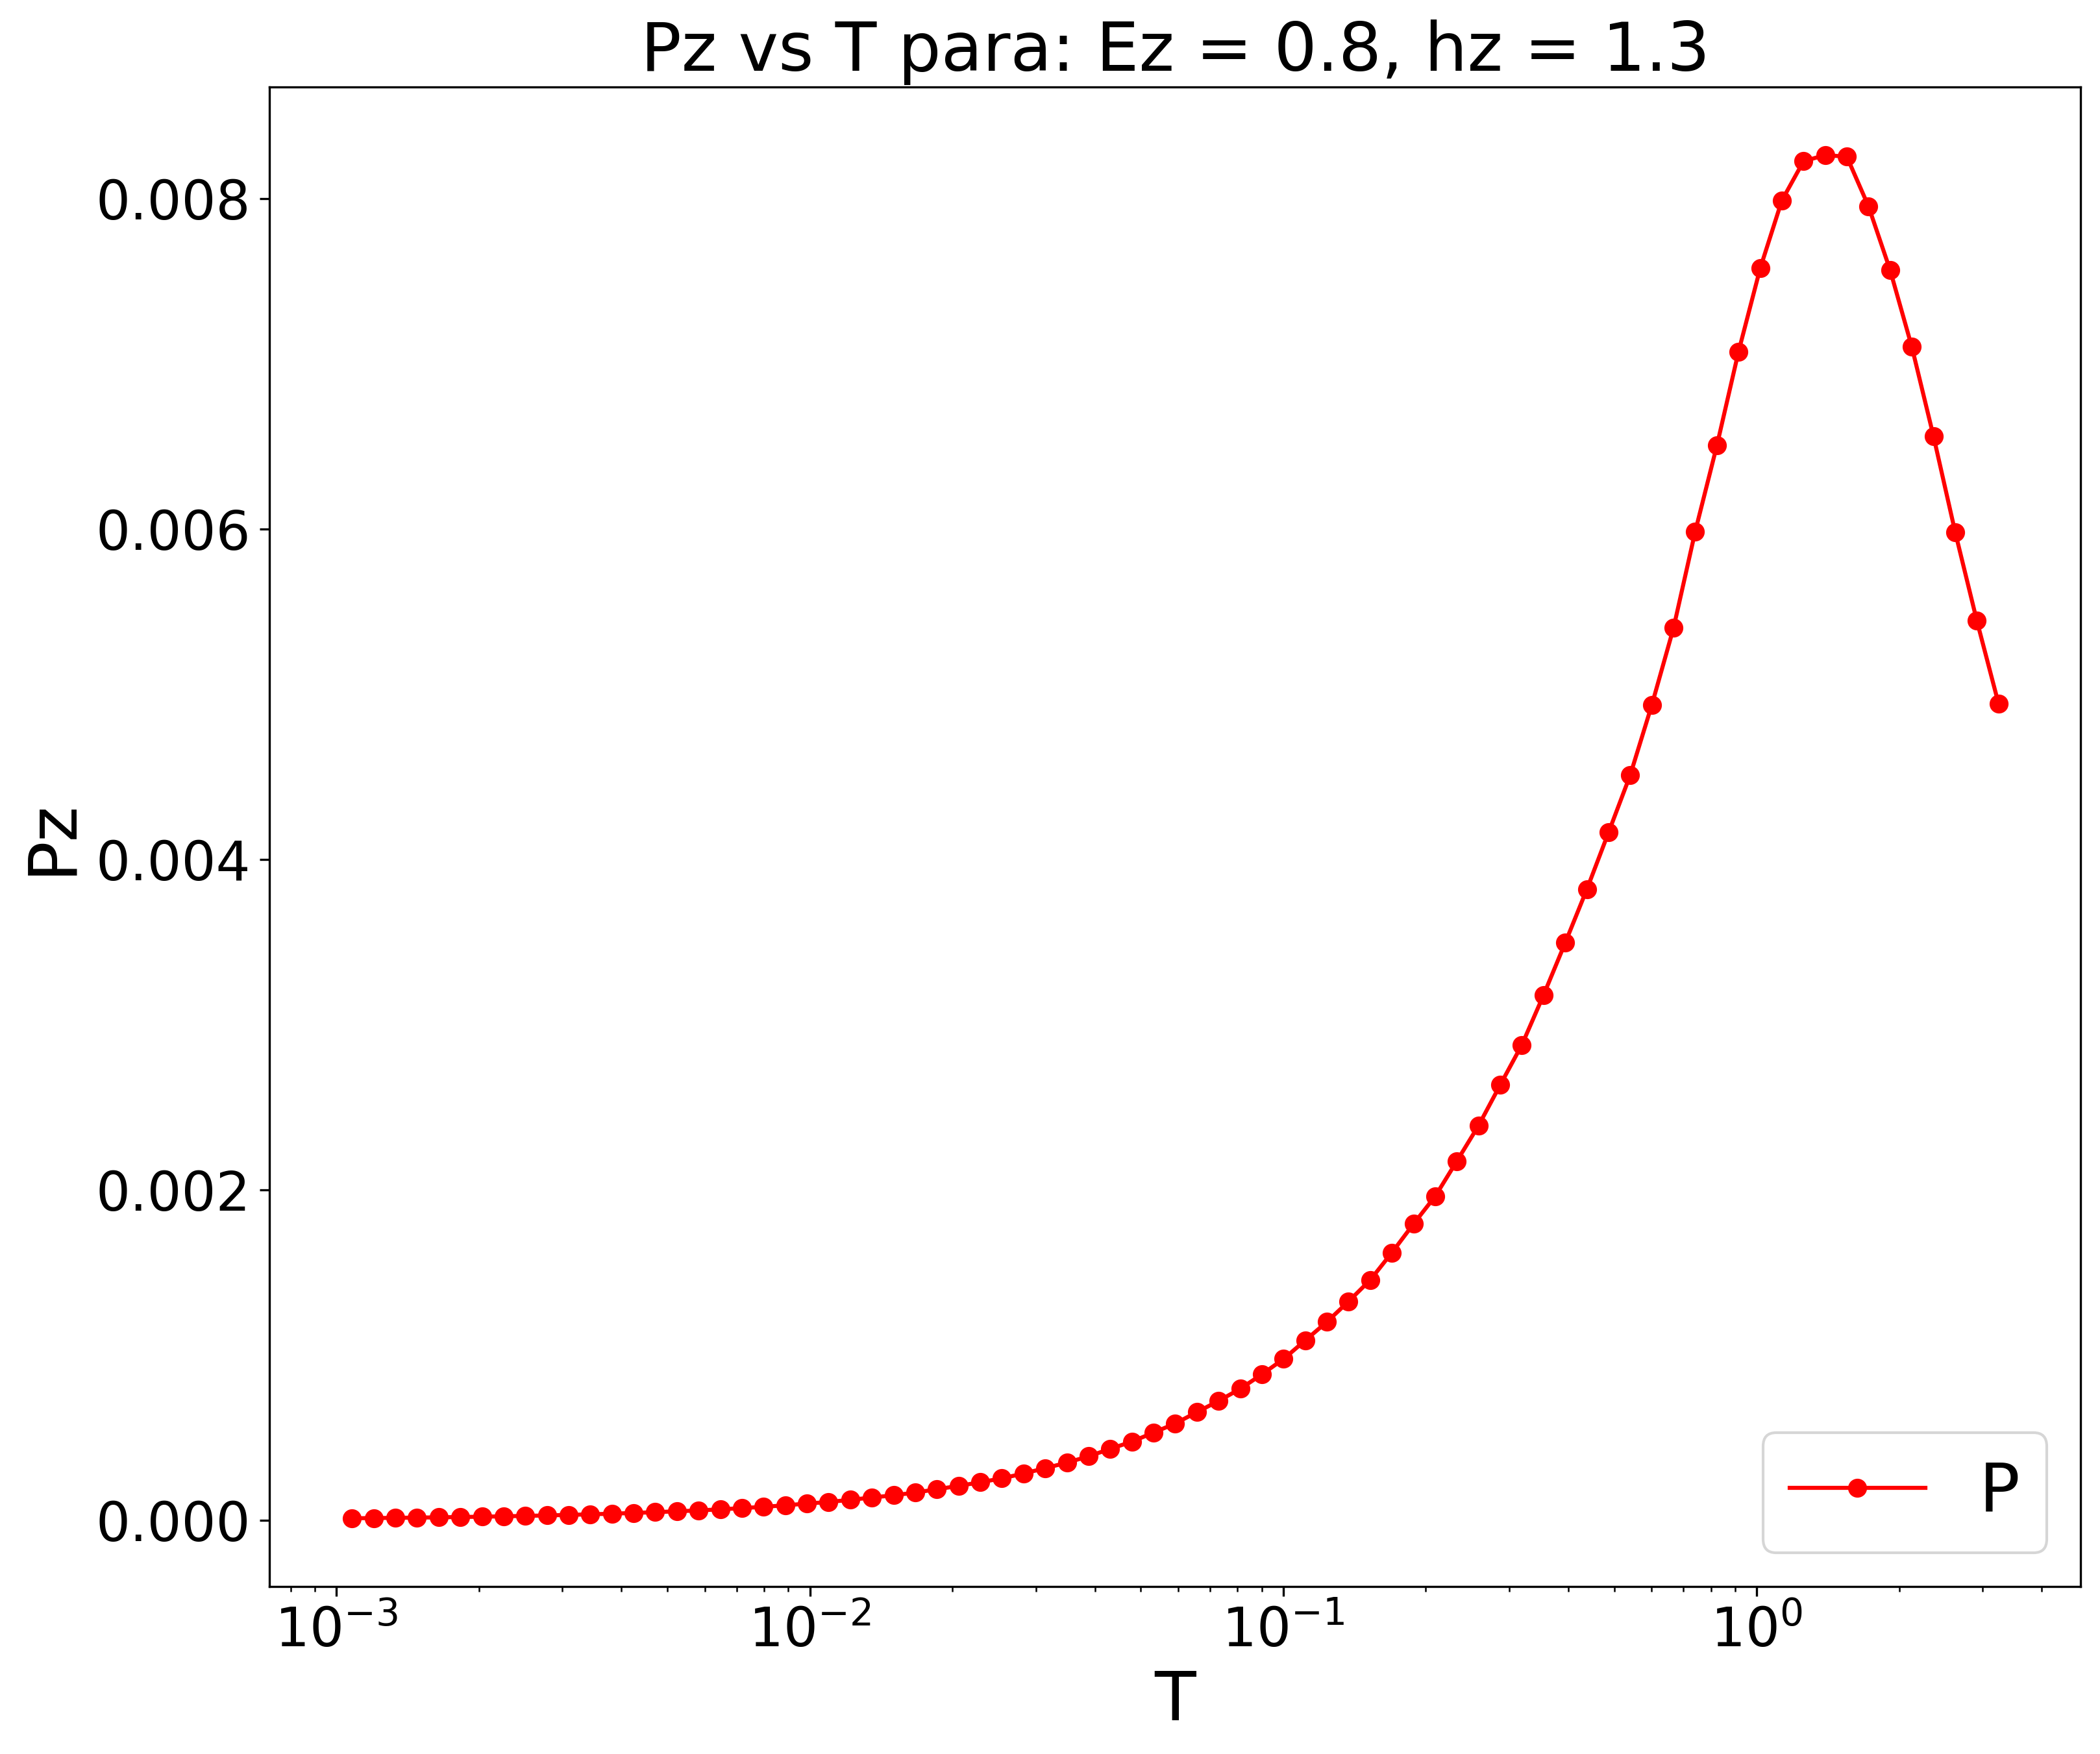 Pz vs T para: Ez = 0.8, hz = 1.3
0.008
0.006
0.004
0.002
0.000
Pz
P
10⁻³ 10⁻² 10⁻¹ 10⁰
T